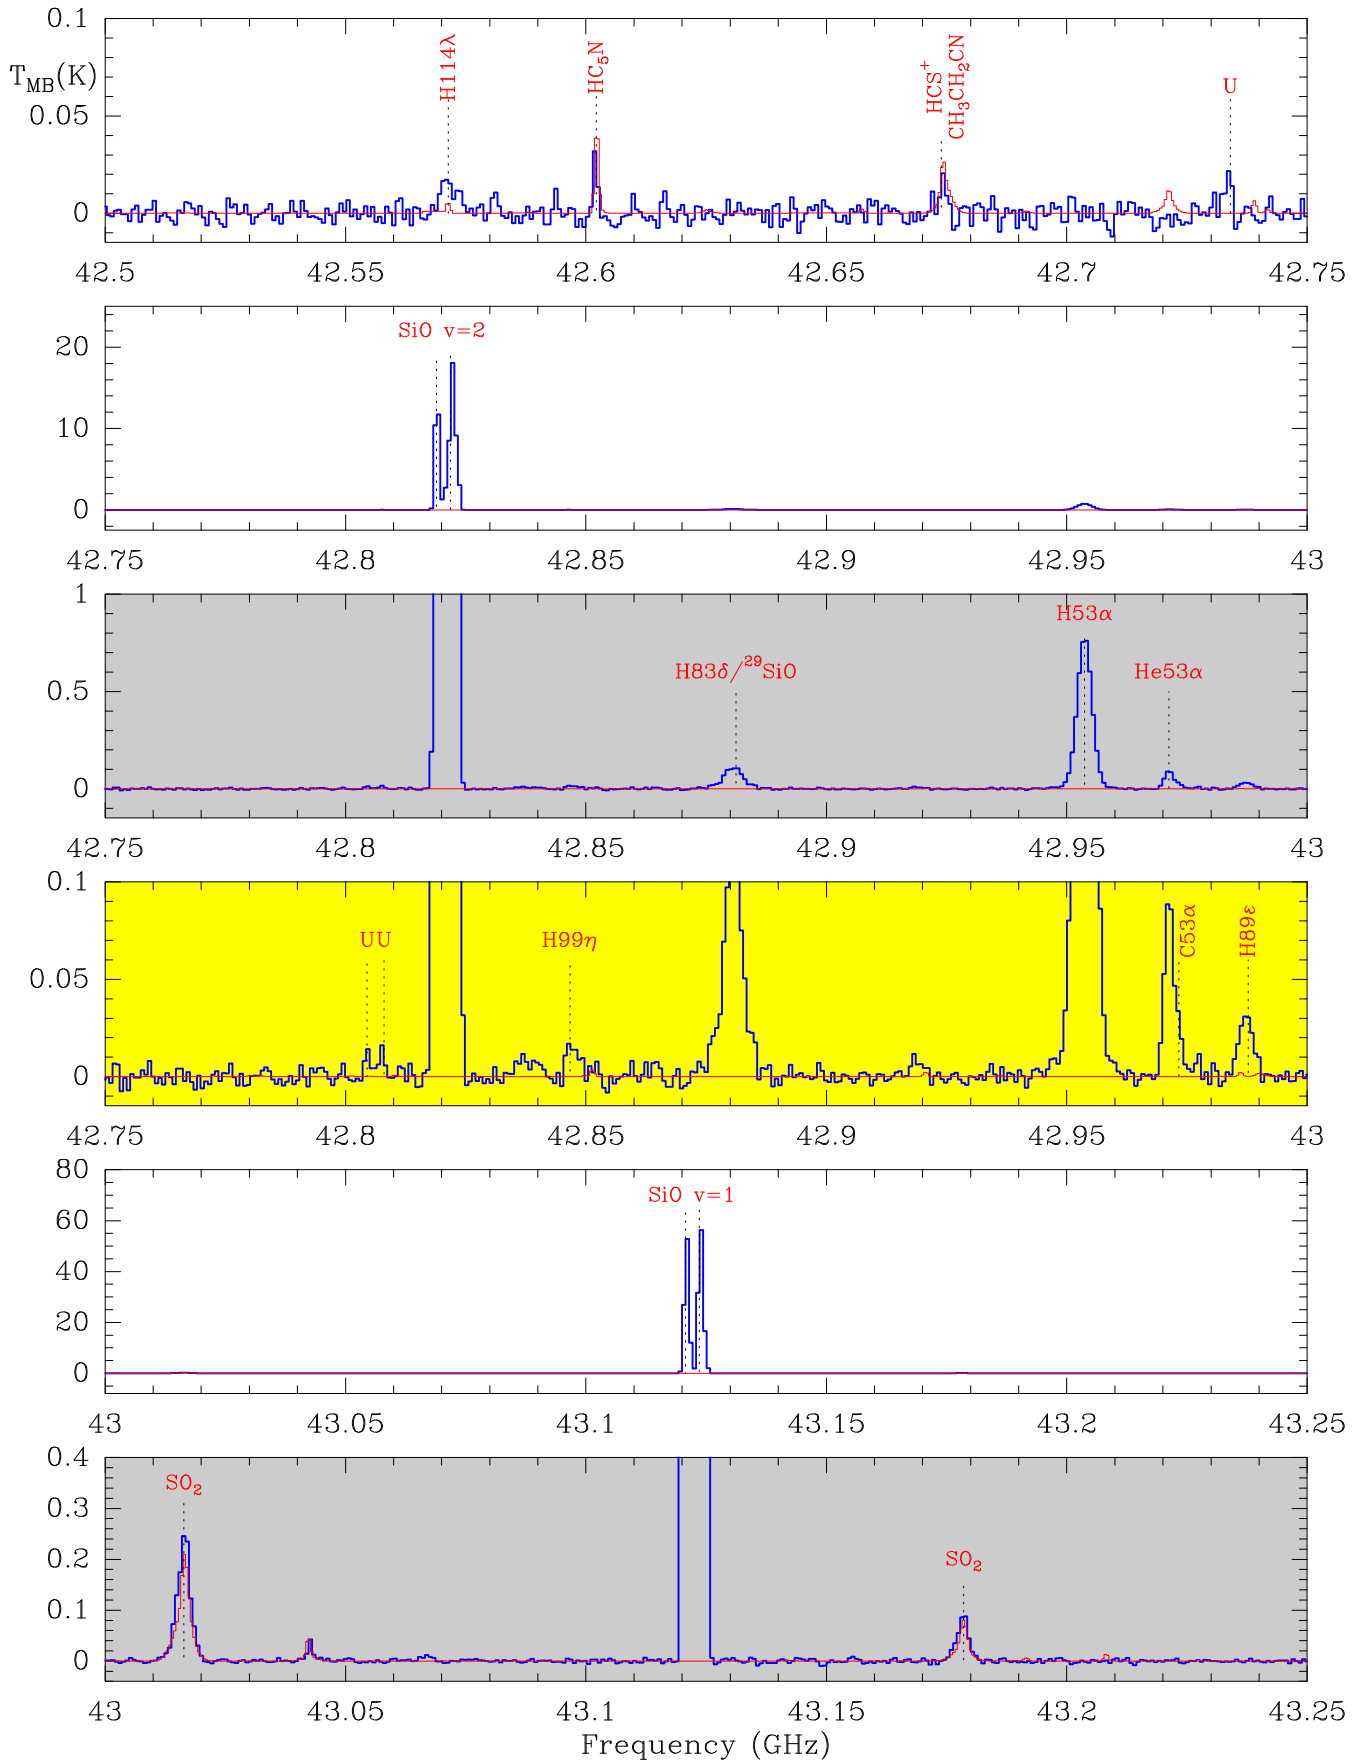 0.1
T_MB(K)
0.05
0
H114λ
HC₅N
HCS⁺
CH₃CH₂CN
U
42.5 42.55 42.6 42.65 42.7 42.75
SiO v=2
20
10
0
42.75 42.8 42.85 42.9 42.95 43
1
0.5
0
H83δ/²⁹SiO
H53α
He53α
42.75 42.8 42.85 42.9 42.95 43
0.1
0.05
0
UU
H99η
C53α
H89ε
42.75 42.8 42.85 42.9 42.95 43
80
60
40
20
0
SiO v=1
43 43.05 43.1 43.15 43.2 43.25
0.4
0.3
0.2
0.1
0
SO₂
SO₂
43 43.05 43.1 43.15 43.2 43.25
Frequency (GHz)